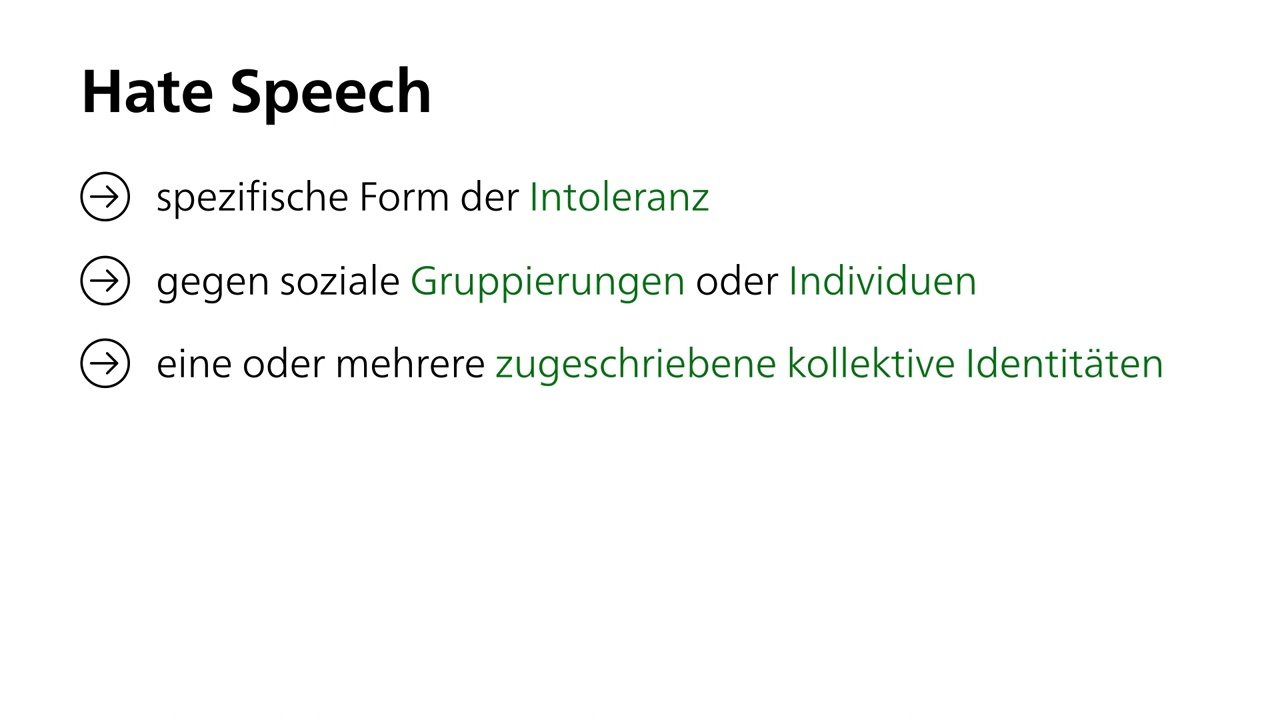 Hate Speech
spezifische Form der Intoleranz
gegen soziale Gruppierungen oder Individuen
eine oder mehrere zugeschriebene kollektive Identitäten